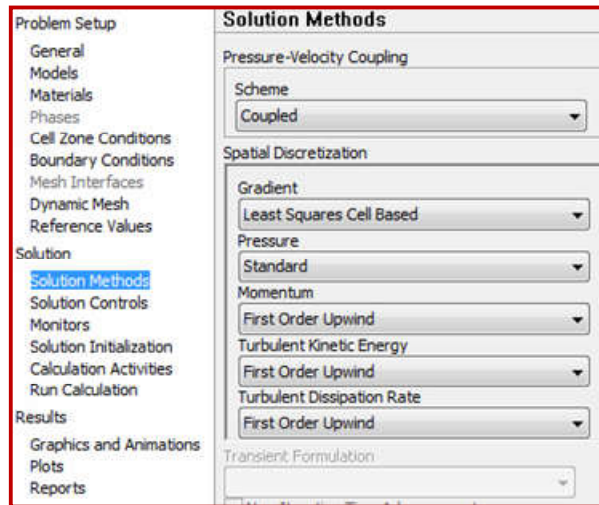 Problem Setup
General
Models
Materials
Phases
Cell Zone Conditions
Boundary Conditions
Mesh Interfaces
Dynamic Mesh
Reference Values
Solution
Solution Methods
Solution Controls
Monitors
Solution Initialization
Calculation Activities
Run Calculation
Results
Graphics and Animations
Plots
Reports
Solution Methods
Pressure-Velocity Coupling
Scheme
Coupled
Spatial Discretization
Gradient
Least Squares Cell Based
Pressure
Standard
Momentum
First Order Upwind
Turbulent Kinetic Energy
First Order Upwind
Turbulent Dissipation Rate
First Order Upwind
Transient Formulation